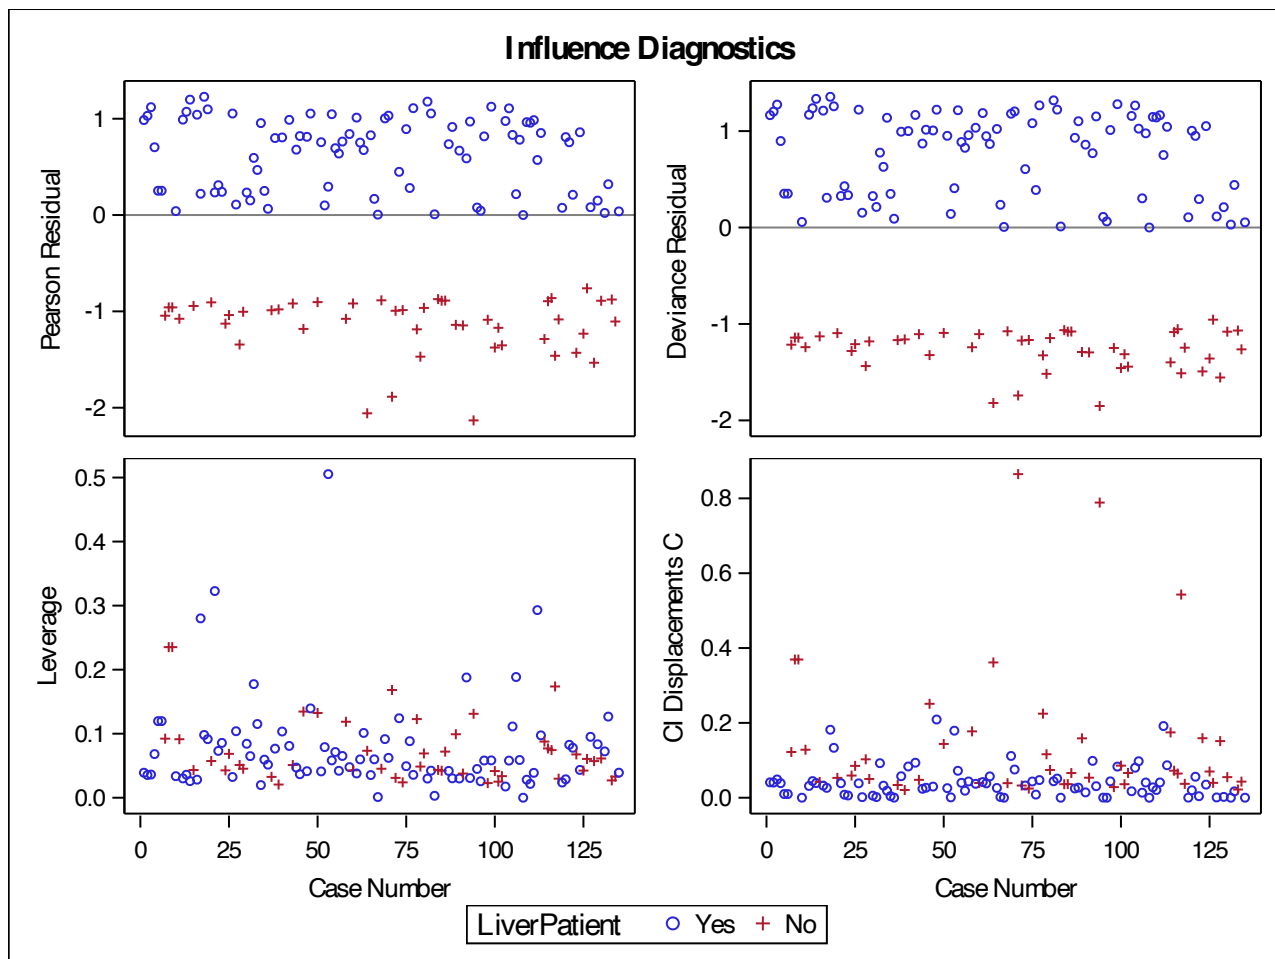 Influence Diagnostics
Pearson Residual
1
0
-1
-2
Deviance Residual
1
0
-1
-2
Leverage
0.5
0.4
0.3
0.2
0.1
0.0
0 25 50 75 100 125
Case Number
CI Displacements C
0.8
0.6
0.4
0.2
0.0
0 25 50 75 100 125
Case Number
LiverPatient Yes No